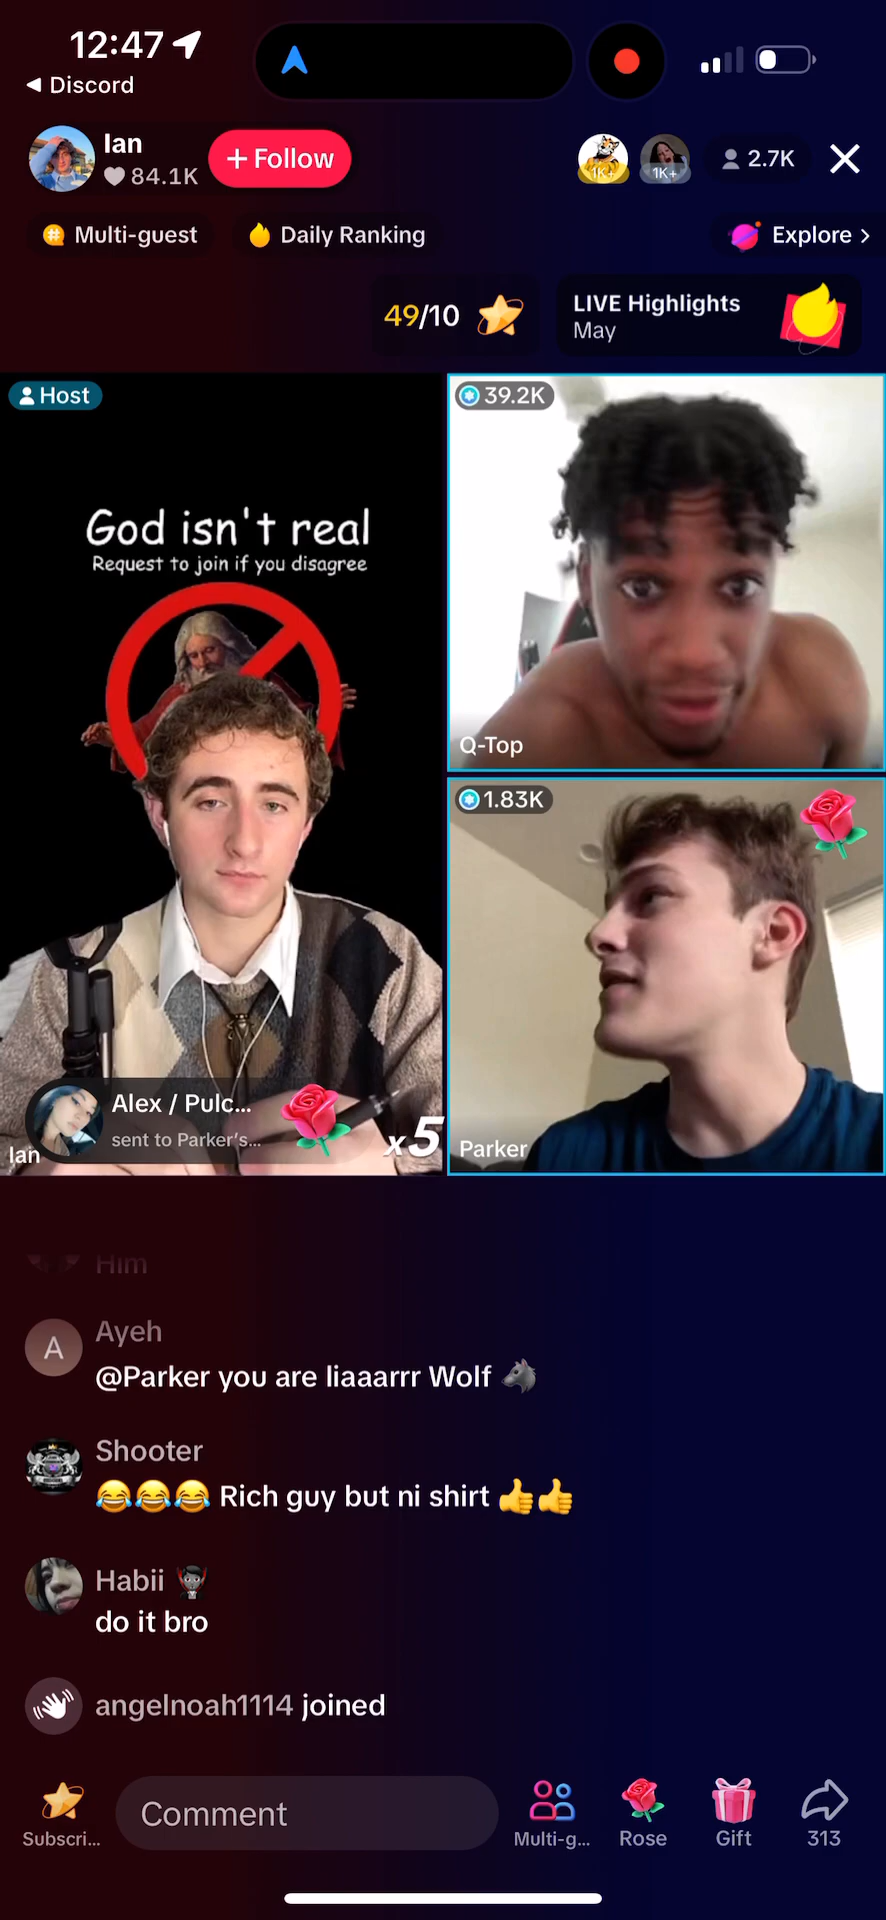 12:47
Discord
Ian
84.1K
+ Follow
1K+
1K+
2.7K
Multi-guest
Daily Ranking
Explore >
49/10
LIVE Highlights
May
Host
God isn't real
Request to join if you disagree
39.2K
Q-Top
1.83K
Parker
Alex / Pulc...
sent to Parker's...
x5
Ian
Him
Ayeh
A
@Parker you are liaaarrr Wolf 🐺
Shooter
😂😂😂 Rich guy but ni shirt 👍👍
Habii
do it bro
angelnoah1114 joined
Comment
Subscri...
Multi-g...
Rose
Gift
313